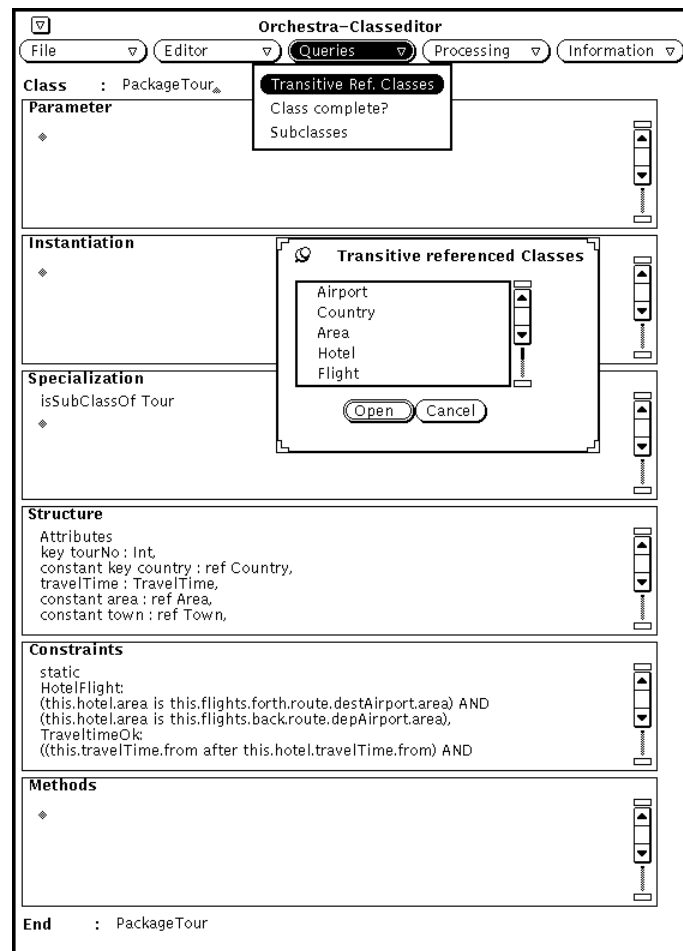 Orchestra-Classeditor
File Editor Queries Processing Information
Class : PackageTour
Transitive Ref. Classes
Class complete?
Subclasses
Parameter
Instantiation
Transitive referenced Classes
Airport
Country
Area
Hotel
Flight
Open Cancel
Specialization
isSubClassOf Tour
Structure
Attributes
key tourNo : Int,
constant key country : ref Country,
travelTime : TravelTime,
constant area : ref Area,
constant town : ref Town,
Constraints
static
HotelFlight:
(this.hotel.area is this.flights.forth.route.destAirport.area) AND
(this.hotel.area is this.flights.back.route.depAirport.area),
TraveltimeOk:
((this.travelTime.from after this.hotel.travelTime.from) AND
Methods
End : PackageTour